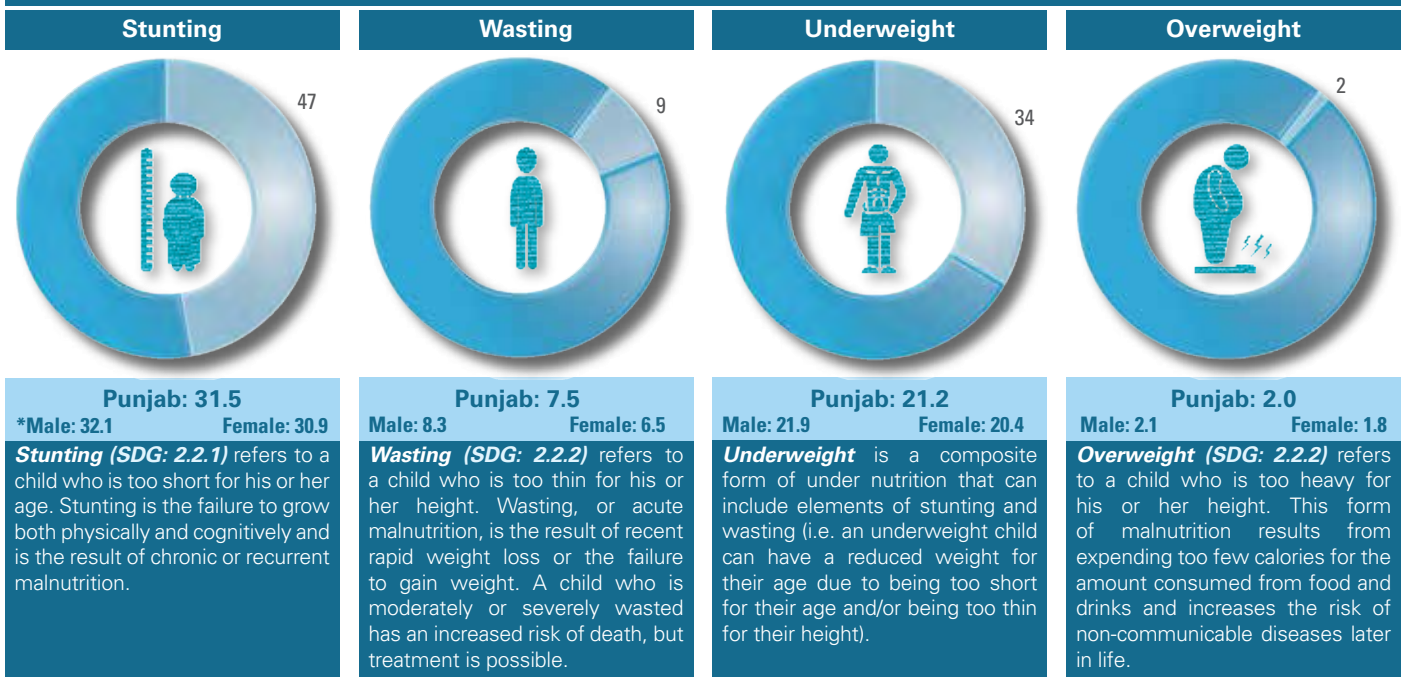 Stunting
47
Punjab: 31.5
*Male: 32.1 Female: 30.9
Stunting (SDG: 2.2.1) refers to a
child who is too short for his or her
age. Stunting is the failure to grow
both physically and cognitively and
is the result of chronic or recurrent
malnutrition.
Wasting
9
Punjab: 7.5
Male: 8.3 Female: 6.5
Wasting (SDG: 2.2.2) refers to
a child who is too thin for his or
her height. Wasting, or acute
malnutrition, is the result of recent
rapid weight loss or the failure
to gain weight. A child who is
moderately or severely wasted
has an increased risk of death, but
treatment is possible.
Underweight
34
Punjab: 21.2
Male: 21.9 Female: 20.4
Underweight is a composite
form of under nutrition that can
include elements of stunting and
wasting (i.e. an underweight child
can have a reduced weight for
their age due to being too short
for their age and/or being too thin
for their height).
Overweight
2
Punjab: 2.0
Male: 2.1 Female: 1.8
Overweight (SDG: 2.2.2) refers
to a child who is too heavy for
his or her height. This form
of malnutrition results from
expending too few calories for the
amount consumed from food and
drinks and increases the risk of
non-communicable diseases later
in life.